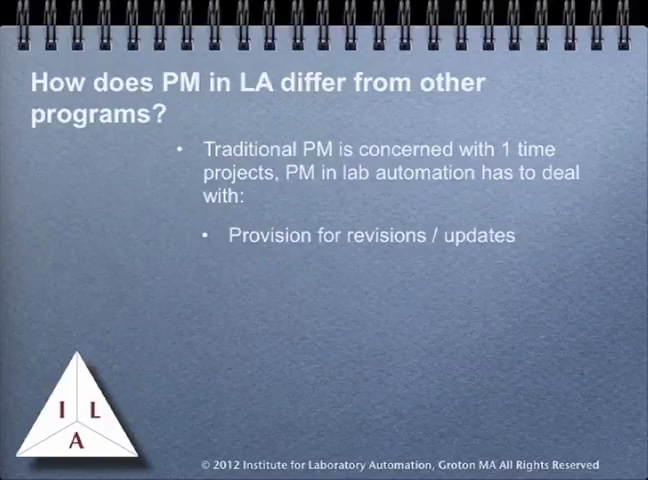 How does PM in LA differ from other
programs?
• Traditional PM is concerned with 1 time
projects, PM in lab automation has to deal
with:
• Provision for revisions / updates
I L
A
© 2012 Institute for Laboratory Automation, Groton MA All Rights Reserved